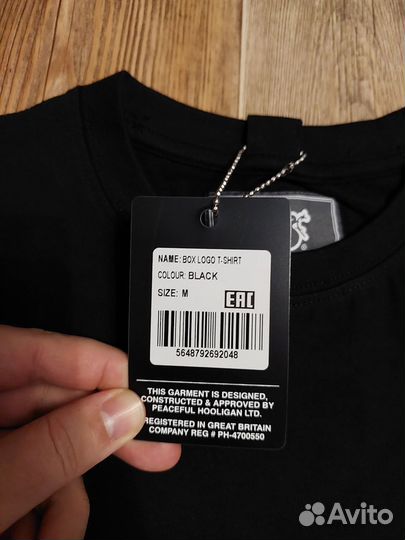 NAME: BOX LOGO T-SHIRT
COLOUR: BLACK
SIZE: M
EAC
5648792692048
THIS GARMENT IS DESIGNED,
CONSTRUCTED & APPROVED BY
PEACEFUL HOOLIGAN LTD.
REGISTERED IN GREAT BRITAIN
COMPANY REG # PH-4700550
Avito